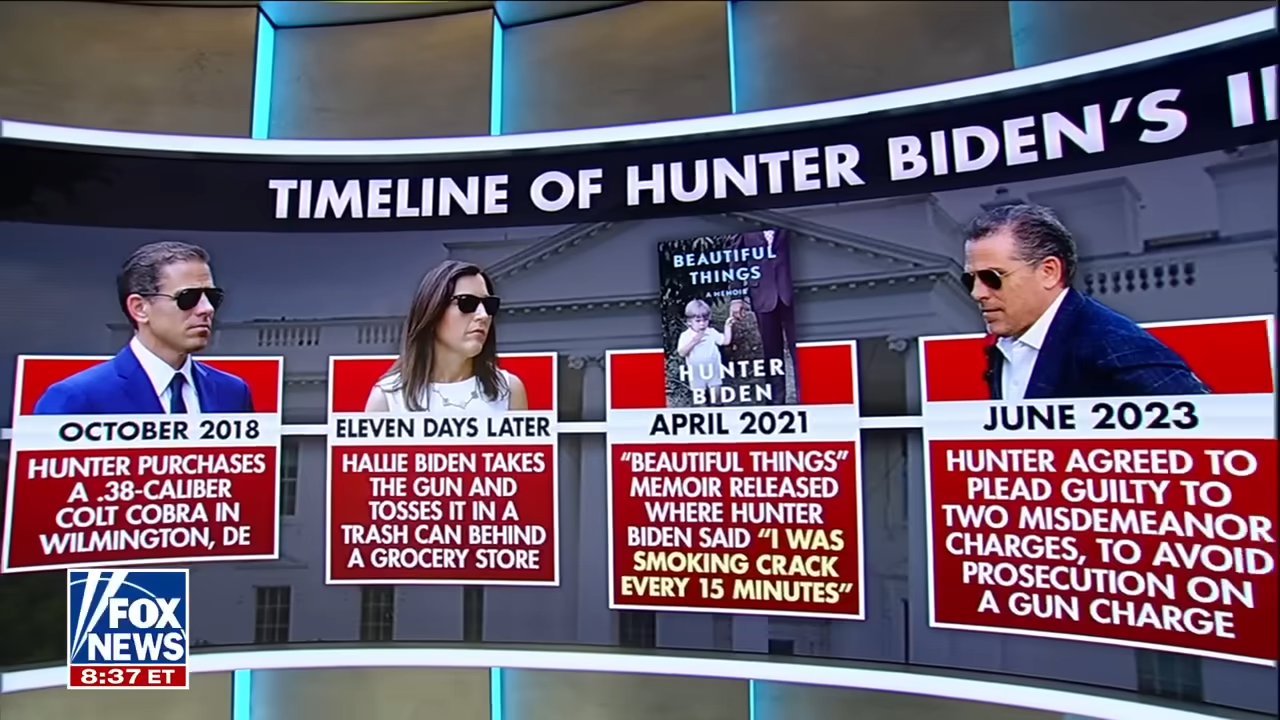 TIMELINE OF HUNTER BIDEN'S
BEAUTIFUL
THINGS
A MEMOIR
HUNTER
BIDEN
OCTOBER 2018
HUNTER PURCHASES
A .38-CALIBER
COLT COBRA IN
WILMINGTON, DE
ELEVEN DAYS LATER
HALLIE BIDEN TAKES
THE GUN AND
TOSSES IT IN A
TRASH CAN BEHIND
A GROCERY STORE
APRIL 2021
“BEAUTIFUL THINGS”
MEMOIR RELEASED
WHERE HUNTER
BIDEN SAID “I WAS
SMOKING CRACK
EVERY 15 MINUTES”
JUNE 2023
HUNTER AGREED TO
PLEAD GUILTY TO
TWO MISDEMEANOR
CHARGES, TO AVOID
PROSECUTION ON
A GUN CHARGE
FOX
NEWS
8:37 ET